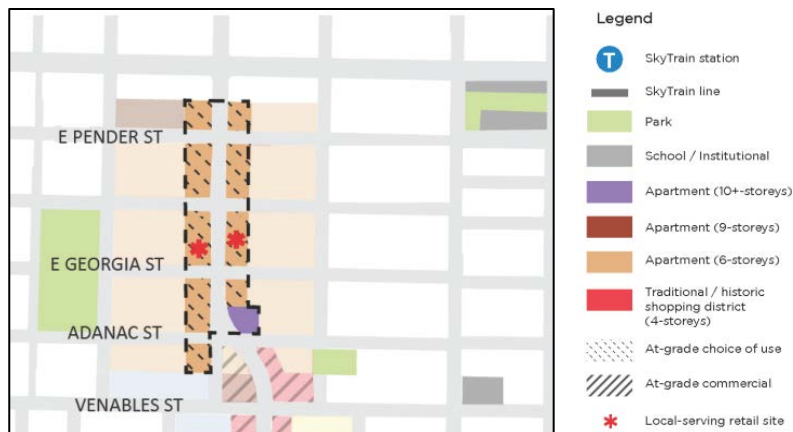 E PENDER ST
E GEORGIA ST
ADANAC ST
VENABLES ST
Legend
T
SkyTrain station
SkyTrain line
Park
School / Institutional
Apartment (10+-storeys)
Apartment (9-storeys)
Apartment (6-storeys)
Traditional / historic
shopping district
(4-storeys)
At-grade choice of use
At-grade commercial
Local-serving retail site